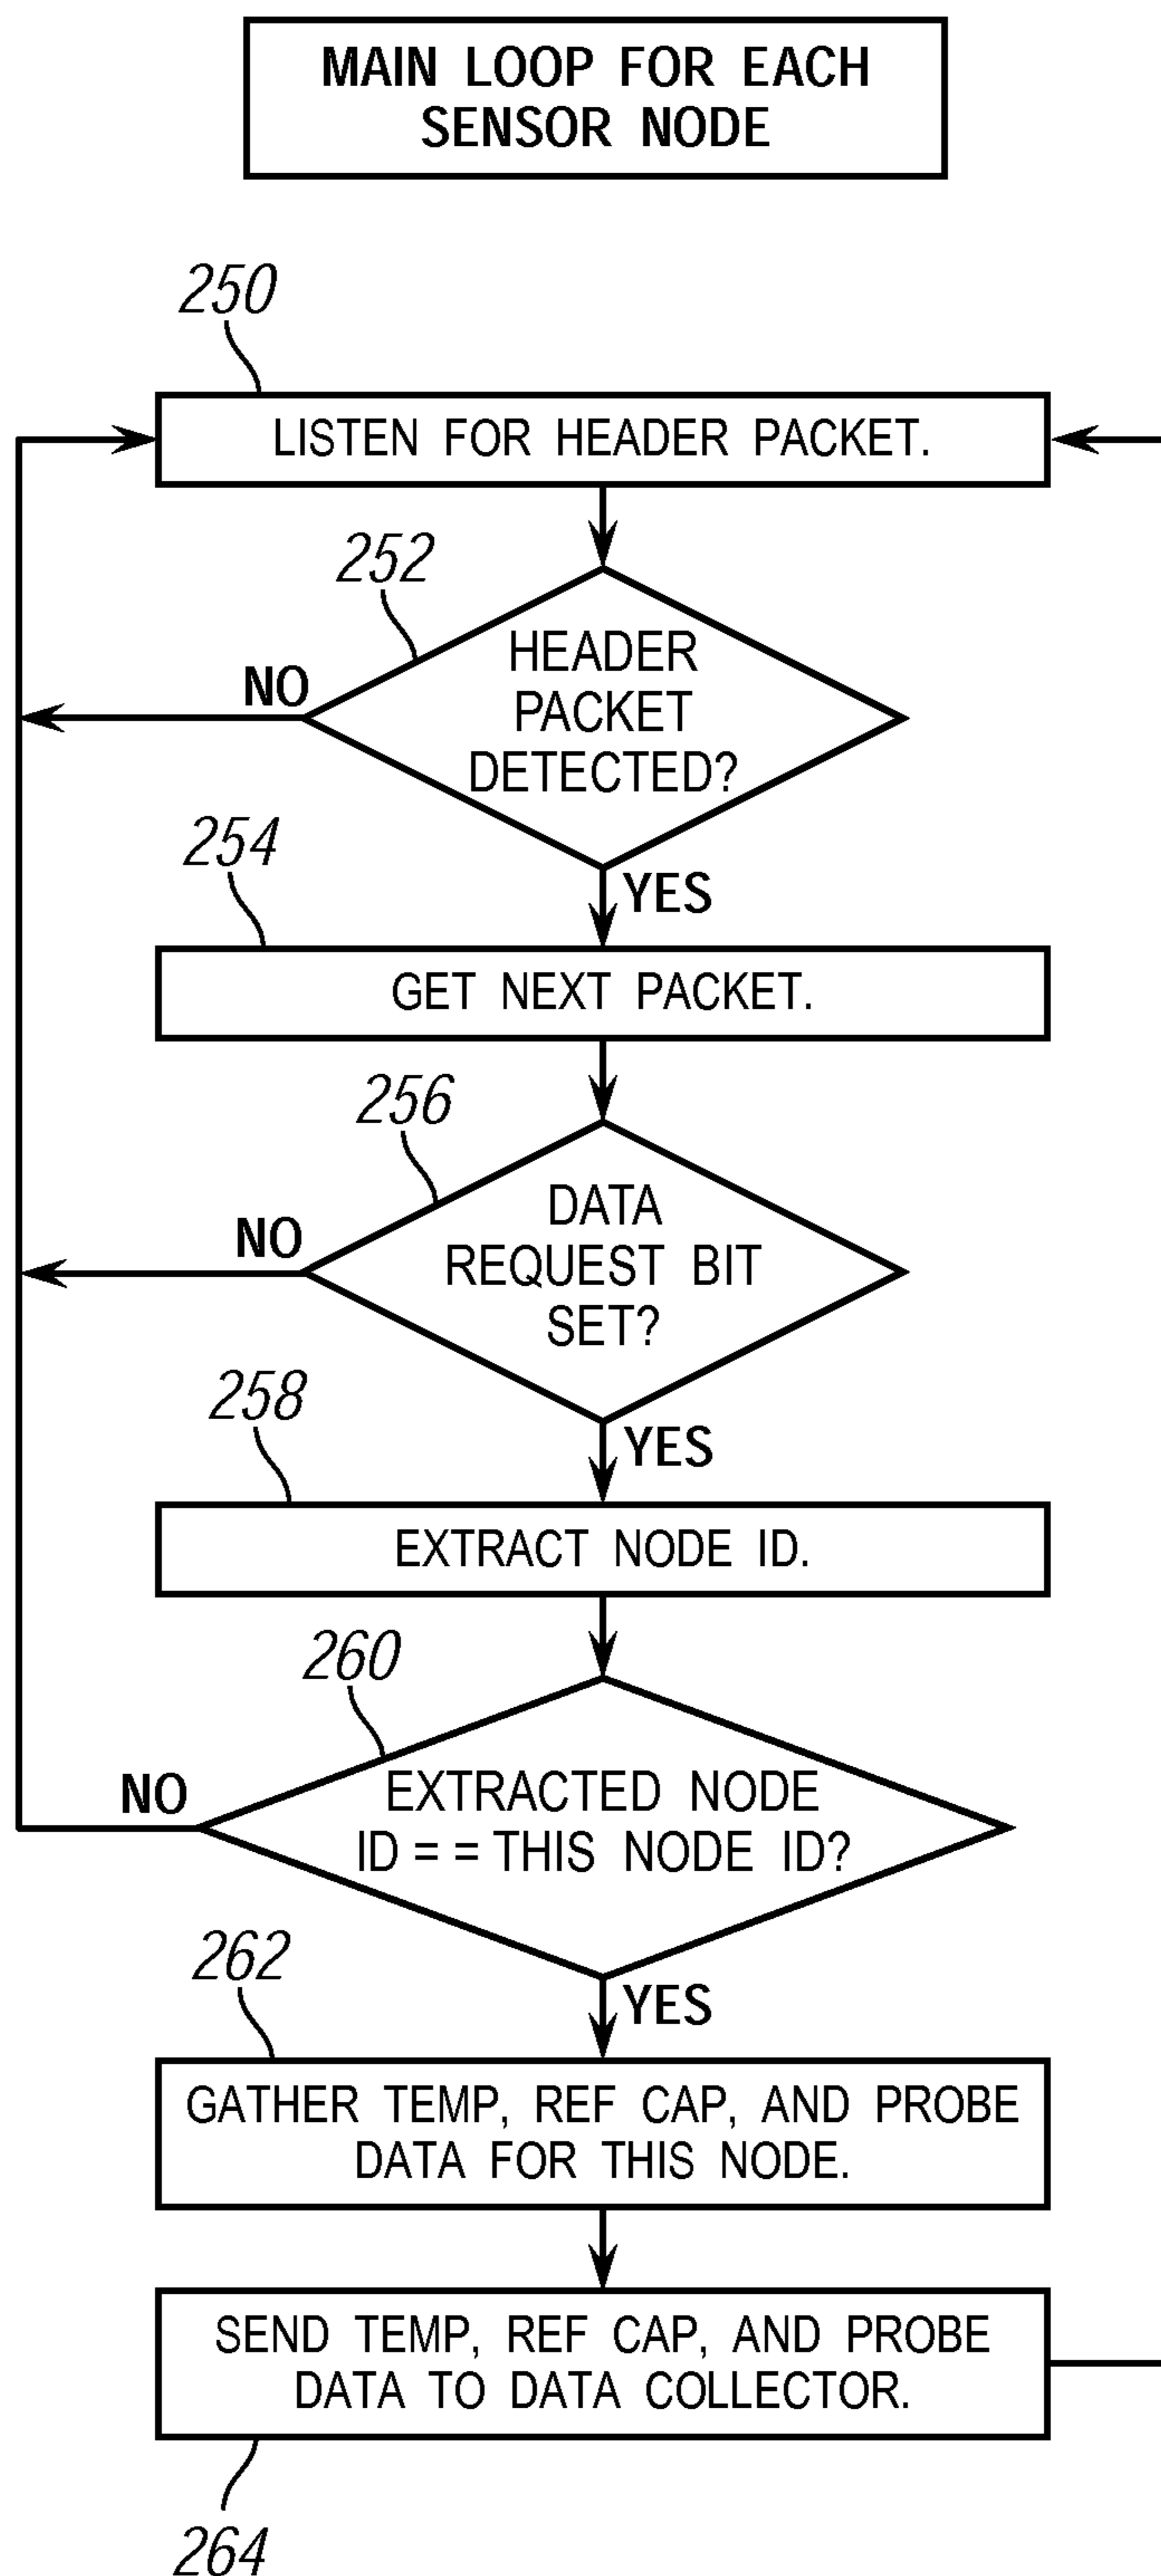 MAIN LOOP FOR EACH
SENSOR NODE
250
LISTEN FOR HEADER PACKET.
252
HEADER
PACKET
DETECTED?
NO
YES
254
GET NEXT PACKET.
256
DATA
REQUEST BIT
SET?
NO
YES
258
EXTRACT NODE ID.
260
EXTRACTED NODE
ID = = THIS NODE ID?
NO
YES
262
GATHER TEMP, REF CAP, AND PROBE
DATA FOR THIS NODE.
SEND TEMP, REF CAP, AND PROBE
DATA TO DATA COLLECTOR.
264